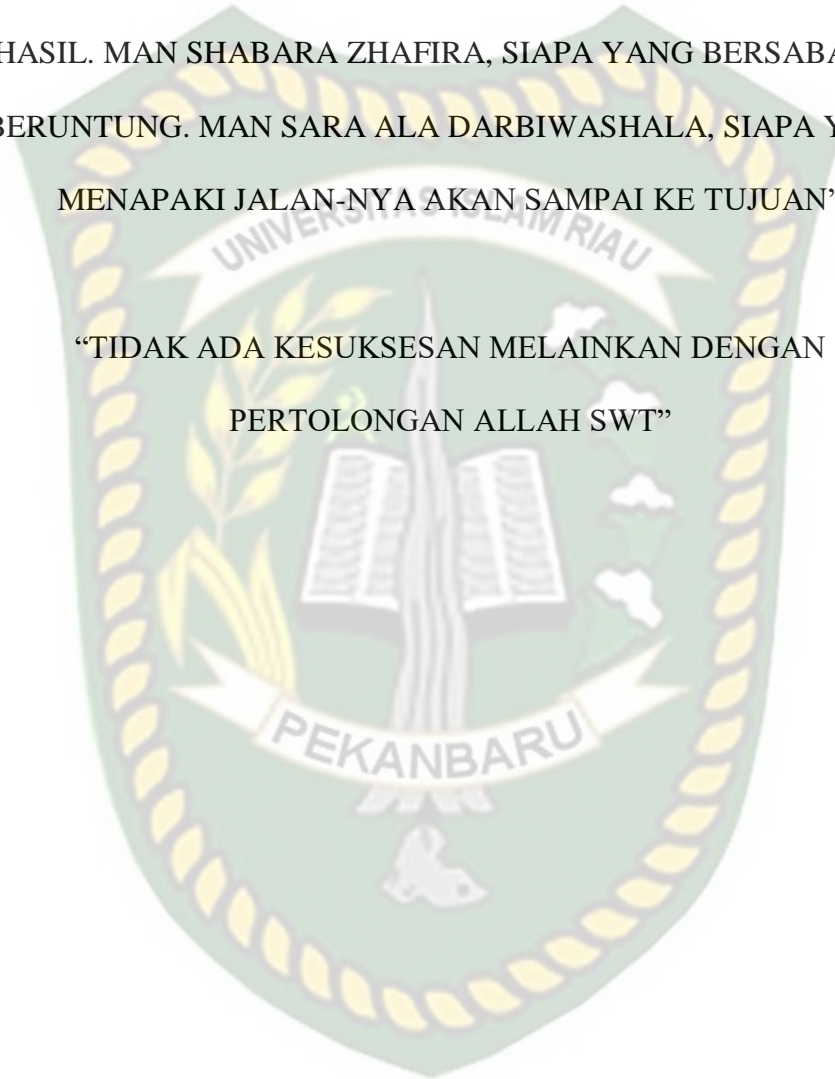 HASIL. MAN SHABARA ZHAFIRA, SIAPA YANG BERSABA
BERUNTUNG. MAN SARA ALA DARBIWASHALA, SIAPA Y
MENAPAKI JALAN-NYA AKAN SAMPAI KE TUJUAN”
UNIVERSITAS ISLAM RIAU
“TIDAK ADA KESUKSESAN MELAINKAN DENGAN
PERTOLONGAN ALLAH SWT”
PEKANBARU